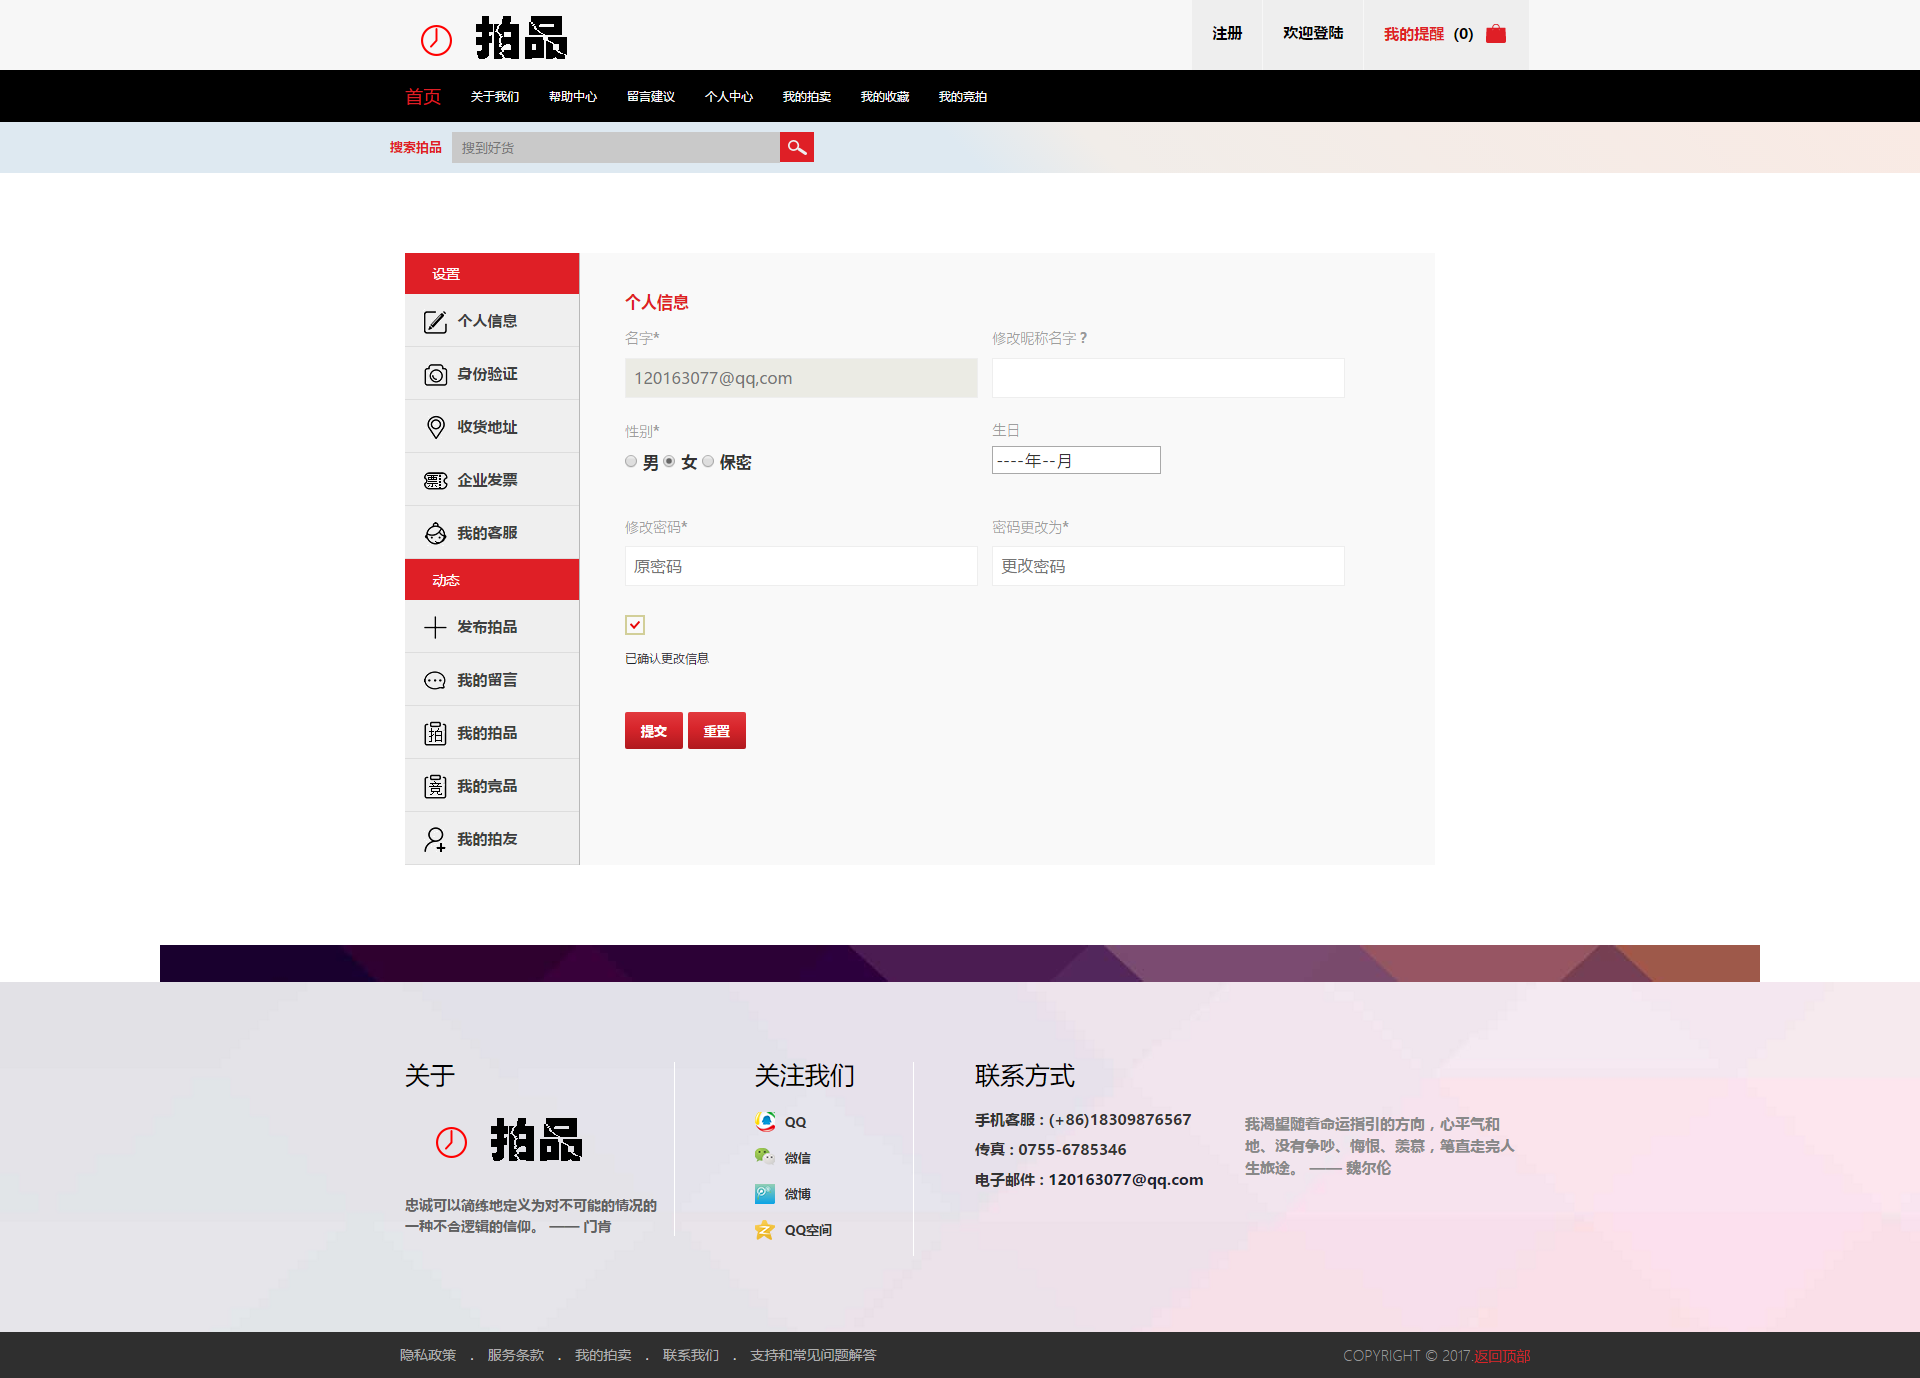 拍品
注册
欢迎登陆
我的提醒 (0)
首页
关于我们
帮助中心
留言建议
个人中心
我的拍卖
我的收藏
我的竞拍
搜索拍品
搜到好货
设置
个人信息
身份验证
收货地址
票 企业发票
我的客服
动态
发布拍品
我的留言
拍 我的拍品
竞 我的竞品
我的拍友
个人信息
名字*
修改昵称名字？
120163077@qq,com
性别*
生日
男 女 保密
----年--月
修改密码*
密码更改为*
原密码
更改密码
已确认更改信息
提交
重置
关于
拍品
忠诚可以简练地定义为对不可能的情况的
一种不合逻辑的信仰。 —— 门肯
关注我们
QQ
微信
微博
QQ空间
联系方式
手机客服 : (+86)18309876567
传真 : 0755-6785346
电子邮件 : 120163077@qq.com
我渴望随着命运指引的方向，心平气和
地、没有争吵、悔恨、羡慕，笔直走完人
生旅途。 —— 魏尔伦
隐私政策 . 服务条款 . 我的拍卖 . 联系我们 . 支持和常见问题解答
COPYRIGHT © 2017.返回顶部